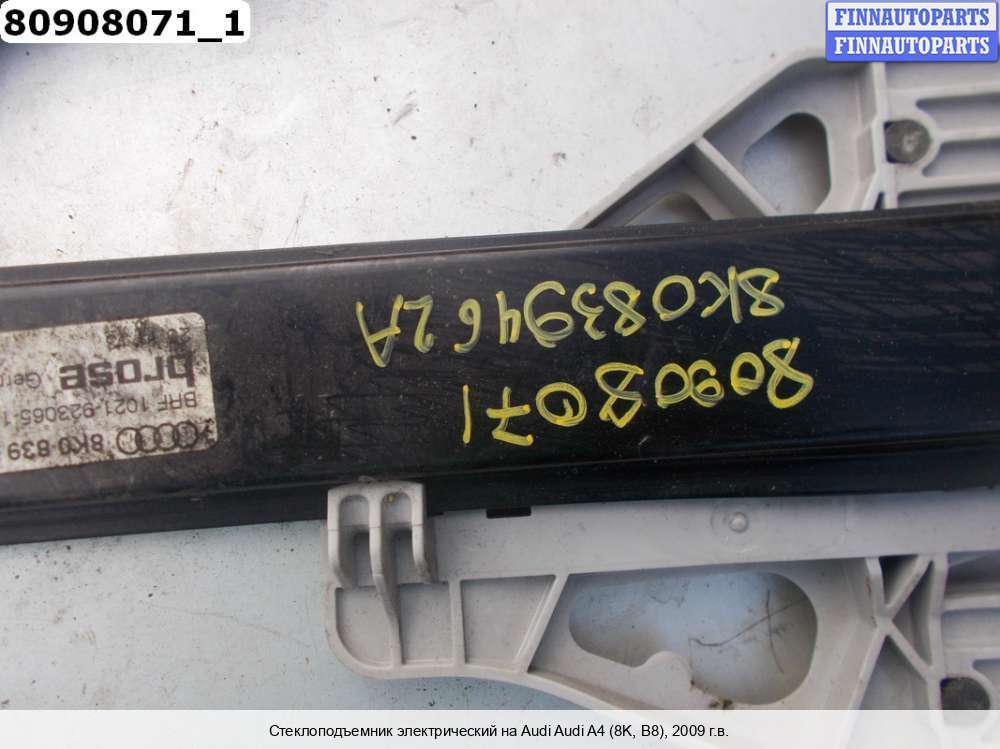 80908071_1
FINNAUTOPARTS
FINNAUTOPARTS
8K0839462A
80908071
brose
BRF 1021 923065-1
8K0 839
Стеклоподъемник электрический на Audi Audi A4 (8K, B8), 2009 г.в.